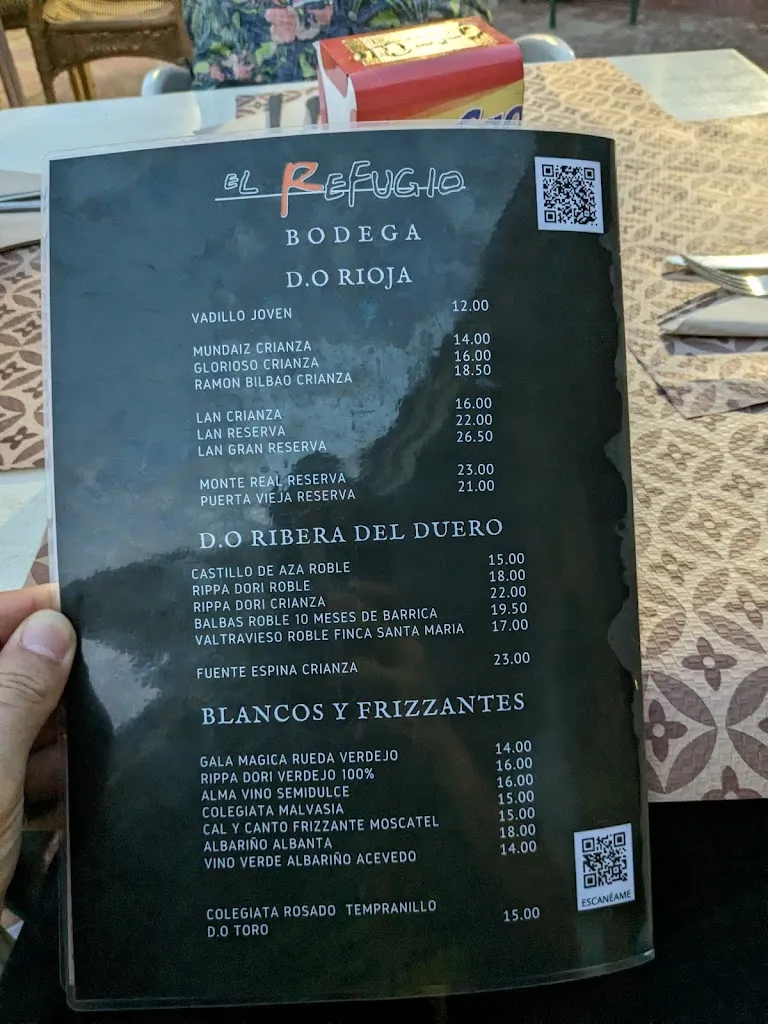 EL REFUGIO
BODEGA
D.O RIOJA
VADILLO JOVEN 12.00
MUNDAIZ CRIANZA 14.00
GLORIOSO CRIANZA 16.00
RAMON BILBAO CRIANZA 18.50
LAN CRIANZA 16.00
LAN RESERVA 22.00
LAN GRAN RESERVA 26.50
MONTE REAL RESERVA 23.00
PUERTA VIEJA RESERVA 21.00
D.O RIBERA DEL DUERO
CASTILLO DE AZA ROBLE 15.00
RIPPA DORI ROBLE 18.00
RIPPA DORI CRIANZA 22.00
BALBAS ROBLE 10 MESES DE BARRICA 19.50
VALTRAVIESO ROBLE FINCA SANTA MARIA 17.00
FUENTE ESPINA CRIANZA 23.00
BLANCOS Y FRIZZANTES
GALA MAGICA RUEDA VERDEJO 14.00
RIPPA DORI VERDEJO 100% 16.00
ALMA VINO SEMIDULCE 16.00
COLEGIATA MALVASIA 15.00
CAL Y CANTO FRIZZANTE MOSCATEL 15.00
ALBARIÑO ALBANTA 18.00
VINO VERDE ALBARIÑO ACEVEDO 14.00
COLEGIATA ROSADO TEMPRANILLO 15.00
D.O TORO
ESCANÉAME